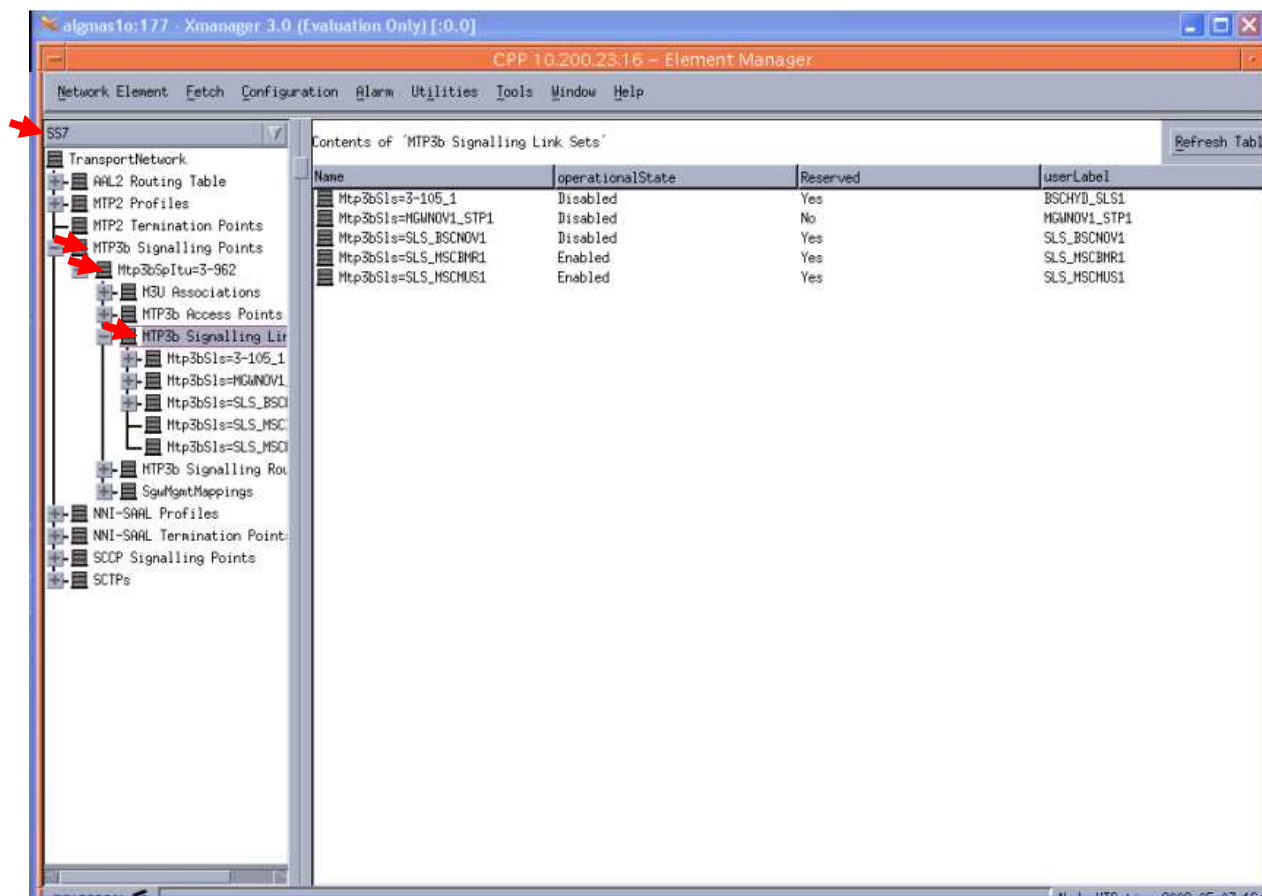 algmas1o:177 - Xmanager 3.0 (Evaluation Only) [:0.0]
CPP 10.200.23.16 – Element Manager
Network Element Fetch Configuration Alarm Utilities Tools Window Help
SS7
TransportNetwork
AAL2 Routing Table
MTP2 Profiles
MTP2 Termination Points
MTP3b Signalling Points
Mtp3bSpItu=3-962
M3U Associations
MTP3b Access Points
MTP3b Signalling Lin
Mtp3bSls=3-105_1
Mtp3bSls=MGWNOV1_
Mtp3bSls=SLS_BSCN
Mtp3bSls=SLS_MSC
Mtp3bSls=SLS_MSC
MTP3b Signalling Rou
SgwMgmtMappings
NNI-SAAL Profiles
NNI-SAAL Termination Point
SCCP Signalling Points
SCTPs
Contents of 'MTP3b Signalling Link Sets'
Refresh Tabl
Name operationalState Reserved userLabel
Mtp3bSls=3-105_1 Disabled Yes BSCHYD_SLS1
Mtp3bSls=MGWNOV1_STP1 Disabled No MGWNOV1_STP1
Mtp3bSls=SLS_BSCNOV1 Disabled Yes SLS_BSCNOV1
Mtp3bSls=SLS_MSCBMR1 Enabled Yes SLS_MSCBMR1
Mtp3bSls=SLS_MSCMUS1 Enabled Yes SLS_MSCMUS1